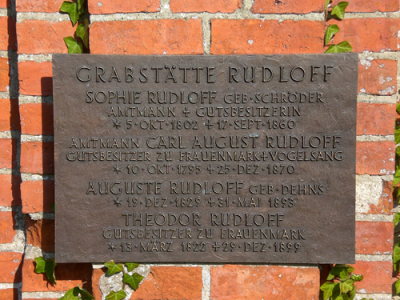 GRABSTÄTTE RUDLOFF
SOPHIE RUDLOFF GEB·SCHRÖDER
AMTMANN + GUTSBESITZERIN
*5·OKT·1802 +17·SEPT·1860
AMTMANN CARL AUGUST RUDLOFF
GUTSBESITZER ZU FRAUENMARK+VOGELSANG
*10·OKT·1795 +25·DEZ·1870
AUGUSTE RUDLOFF GEB·DEHNS
*19·DEZ·1829 +31·MAI·1893
THEODOR RUDLOFF
GUTSBESITZER ZU FRAUENMARK
*13·MÄRZ 1822 +29·DEZ·1899